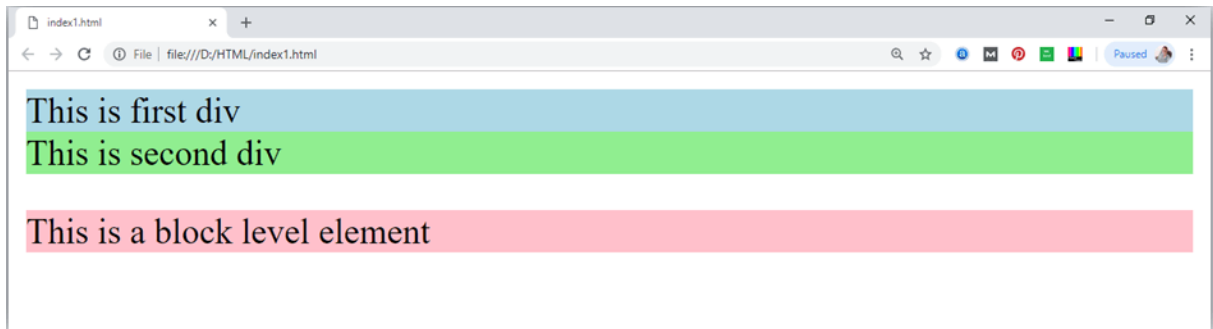 index1.html
File
file:///D:/HTML/index1.html
Paused
This is first div
This is second div
This is a block level element